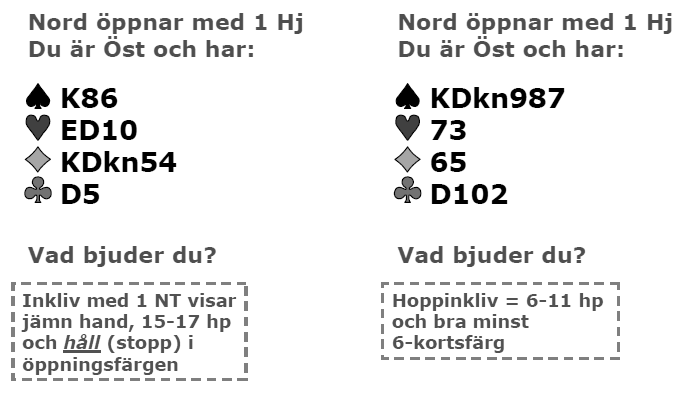 Nord öppnar med 1 Hj
Du är Öst och har:
K86
ED10
KDkn54
D5
Vad bjuder du?
Inkliv med 1 NT visar
jämn hand, 15-17 hp
och håll (stopp) i
öppningsfärgen
Nord öppnar med 1 Hj
Du är Öst och har:
KDkn987
73
65
D102
Vad bjuder du?
Hoppinkliv = 6-11 hp
och bra minst
6-kortsfärg